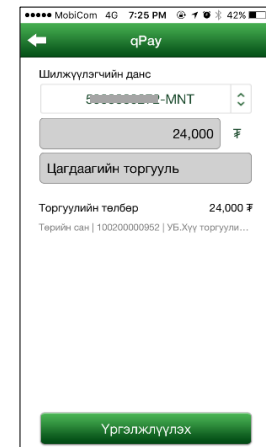 MobiCom 4G 7:25 PM 42%
qPay
Шилжүүлэгчийн данс
-MNT
24,000 ₮
Цагдаагийн торгууль
Торгуулийн төлбөр 24,000 ₮
Төрийн сан | 100200000952 | УБ.Хүү торгуули...
Үргэлжлүүлэх